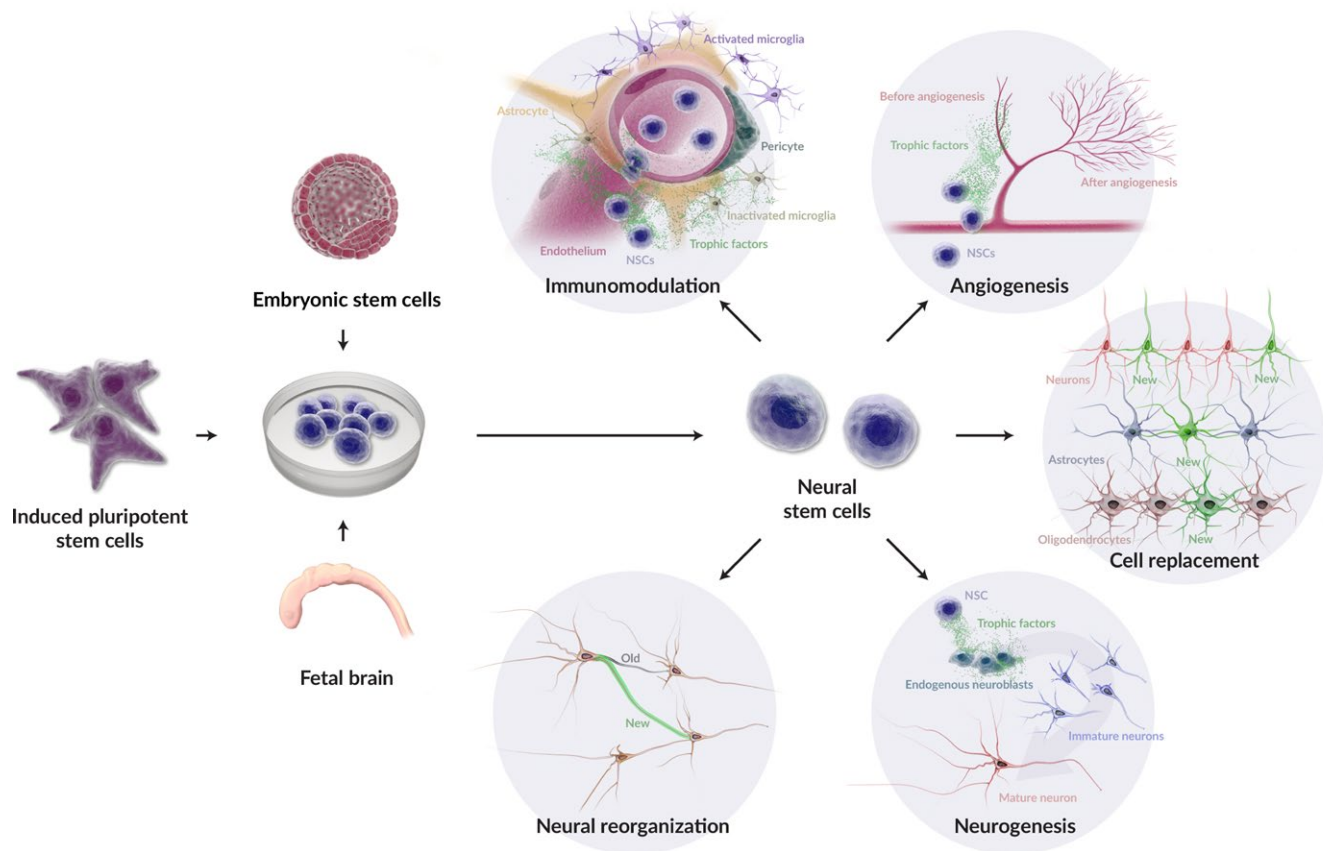 Activated microglia
Astrocyte
Pericyte
Inactivated microglia
Endothelium
Trophic factors
NSCs
Immunomodulation
Before angiogenesis
Trophic factors
After angiogenesis
NSCs
Angiogenesis
Embryonic stem cells
Induced pluripotent
stem cells
Fetal brain
Neural
stem cells
Neurons
New
New
Astrocytes
New
Oligodendrocytes
New
Cell replacement
Old
New
Neural reorganization
NSC
Trophic factors
Endogenous neuroblasts
Immature neurons
Mature neuron
Neurogenesis